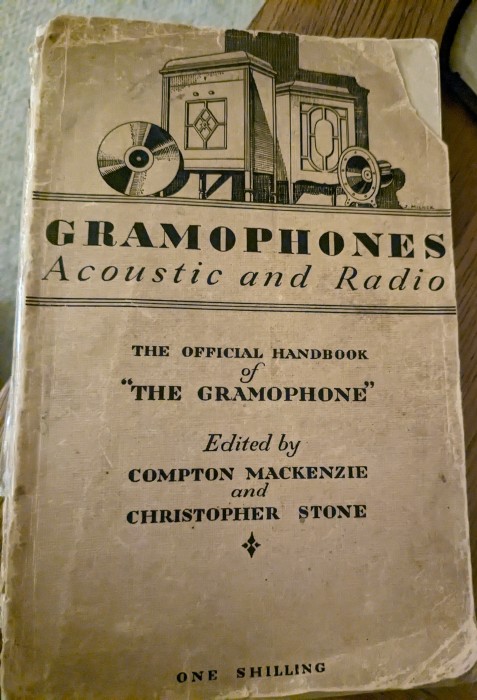 GRAMOPHONES
Acoustic and Radio
THE OFFICIAL HANDBOOK
of
“THE GRAMOPHONE”
Edited by
COMPTON MACKENZIE
and
CHRISTOPHER STONE
ONE SHILLING